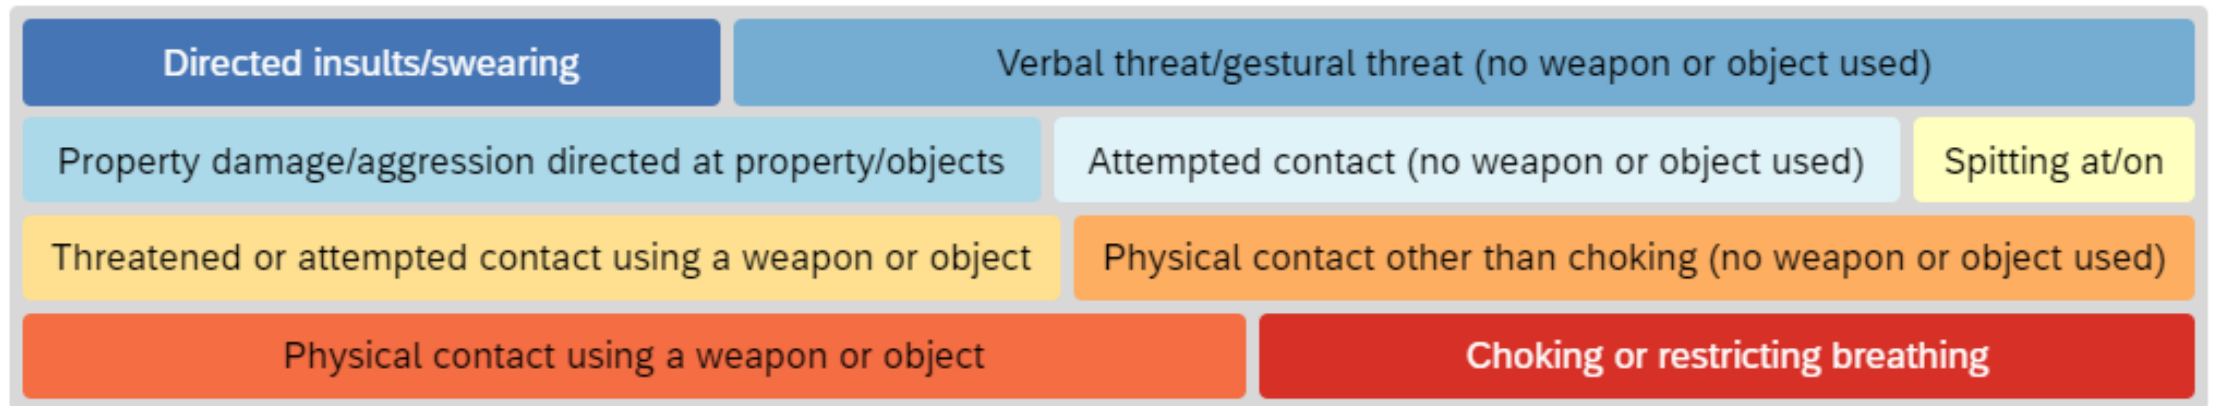 Directed insults/swearing
Verbal threat/gestural threat (no weapon or object used)
Property damage/aggression directed at property/objects
Attempted contact (no weapon or object used)
Spitting at/on
Threatened or attempted contact using a weapon or object
Physical contact other than choking (no weapon or object used)
Physical contact using a weapon or object
Choking or restricting breathing